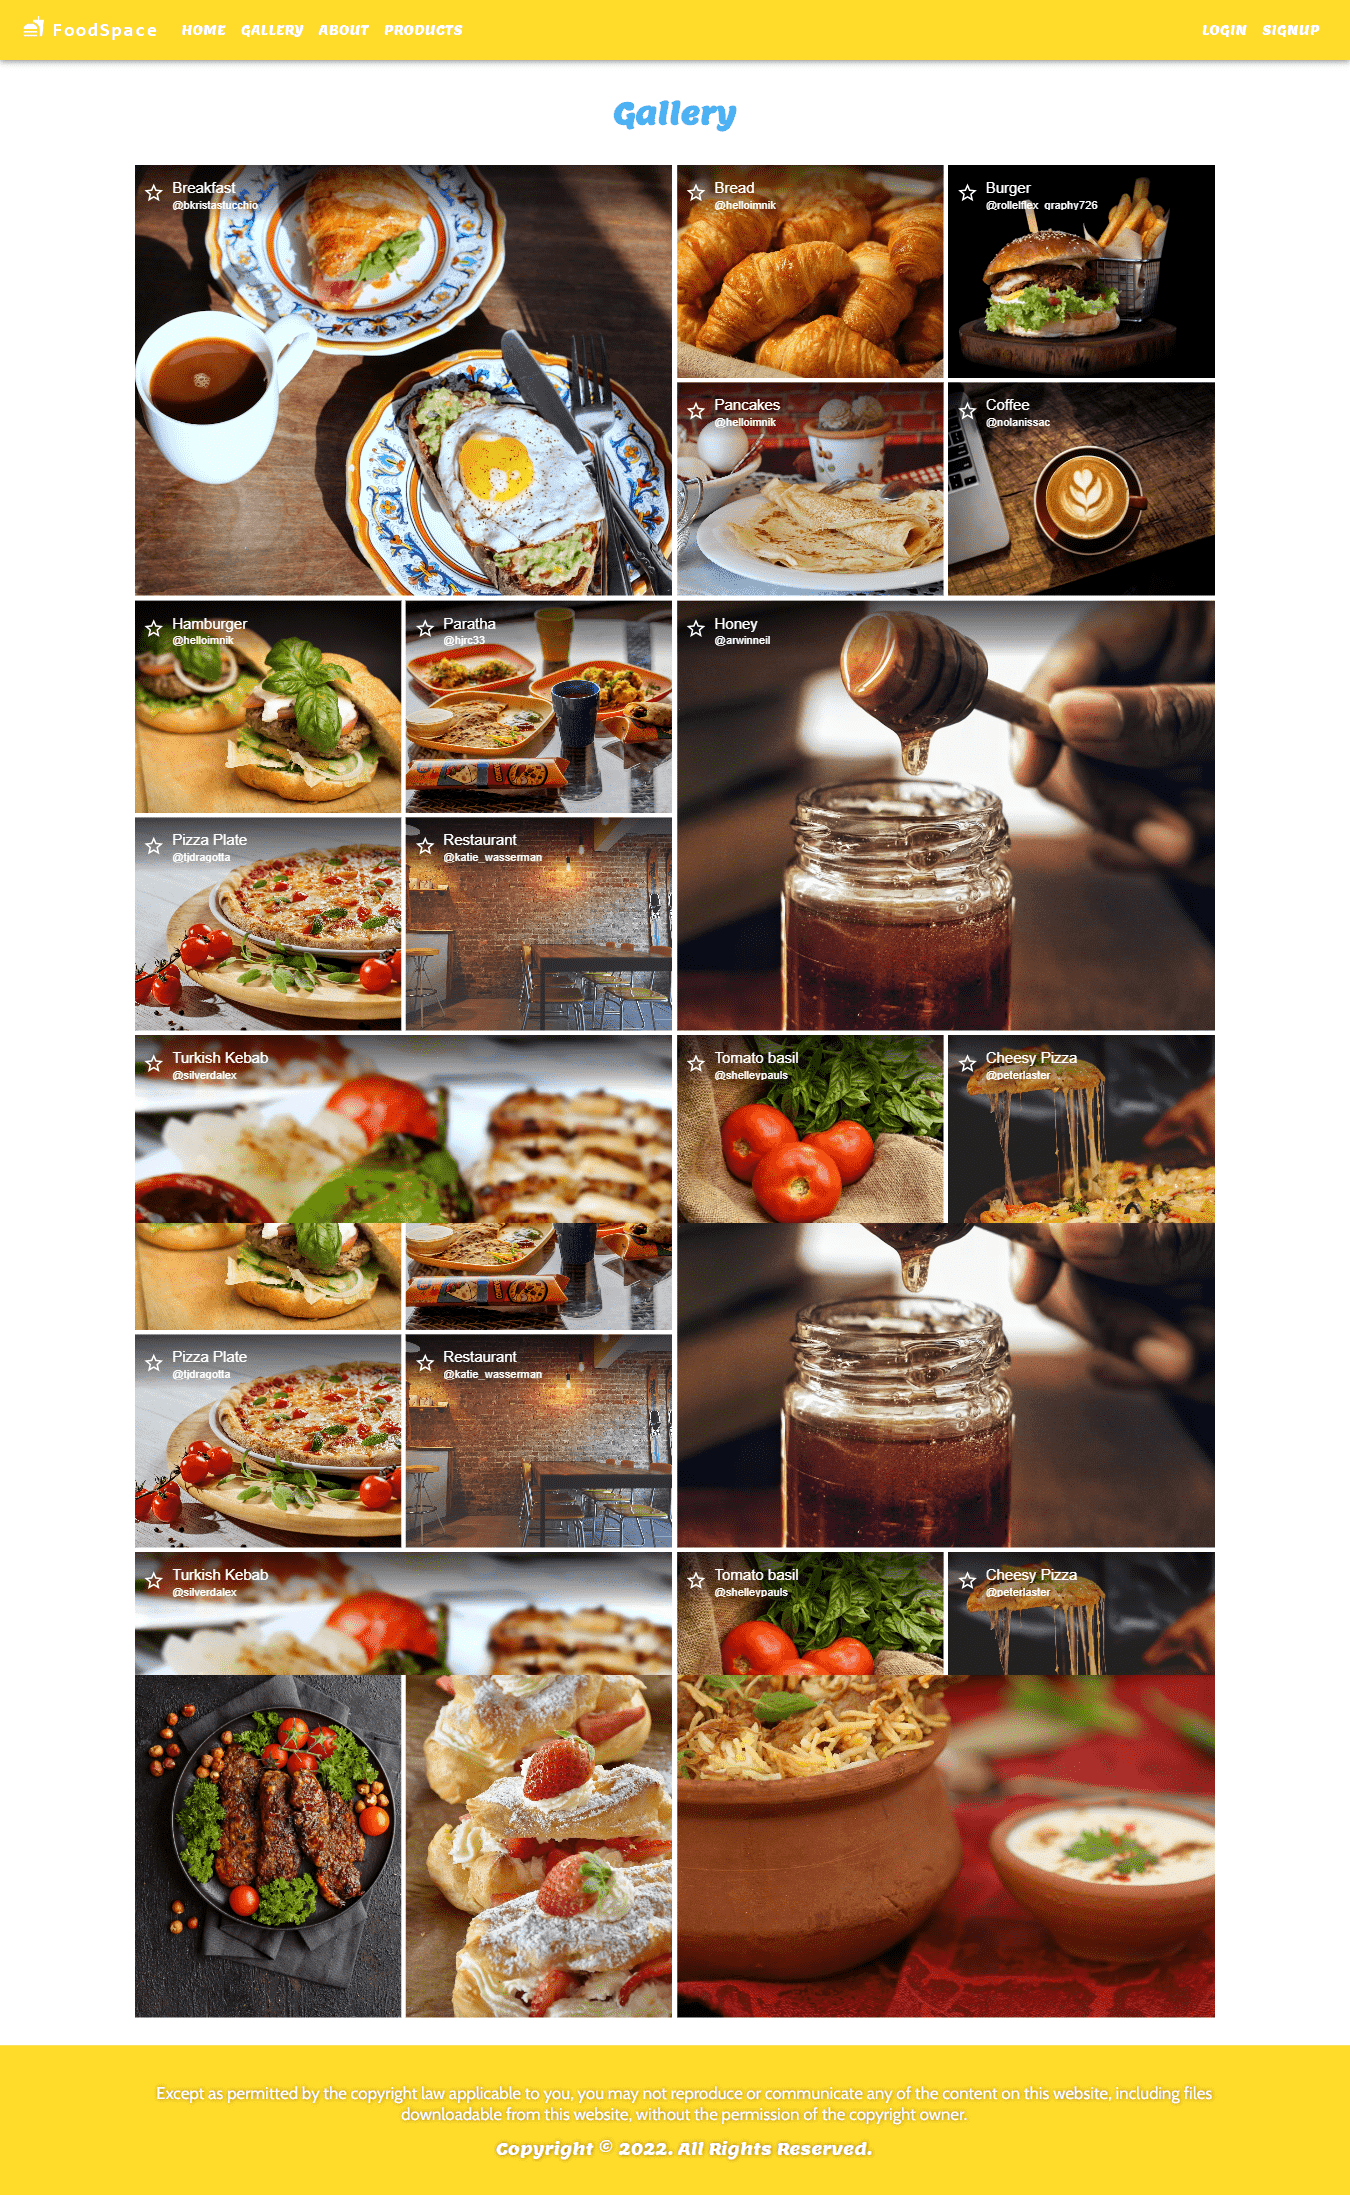 FoodSpace HOME GALLERY ABOUT PRODUCTS LOGIN SIGNUP
Gallery
Breakfast
@bkristastucchio
Bread
@helloimnik
Burger
@rollelflex_graphy726
Pancakes
@helloimnik
Coffee
@nolanissac
Hamburger
@helloimnik
Paratha
@hjrc33
Honey
@arwinneil
Pizza Plate
@tjdragotta
Restaurant
@katie_wasserman
Turkish Kebab
@silverdalex
Tomato basil
@shelleypauls
Cheesy Pizza
@peterlaster
Pizza Plate
@tjdragotta
Restaurant
@katie_wasserman
Turkish Kebab
@silverdalex
Tomato basil
@shelleypauls
Cheesy Pizza
@peterlaster
Except as permitted by the copyright law applicable to you, you may not reproduce or communicate any of the content on this website, including files
downloadable from this website, without the permission of the copyright owner.
Copyright © 2022. All Rights Reserved.